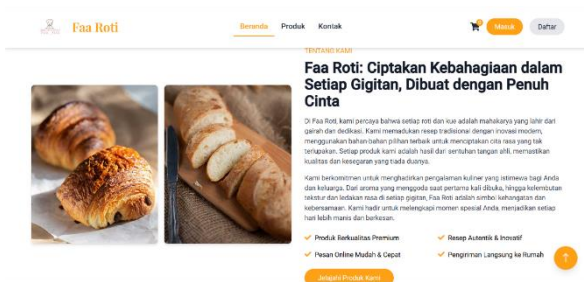 Faa Roti
Beranda Produk Kontak
Masuk
Daftar
TENTANG KAMI
Faa Roti: Ciptakan Kebahagiaan dalam
Setiap Gigitan, Dibuat dengan Penuh
Cinta
Di Faa Roti, kami percaya bahwa setiap roti dan kue adalah mahakarya yang lahir dari
gairah dan dedikasi. Kami memadukan resep tradisional dengan inovasi modern,
menggunakan bahan bahan pilihan terbaik untuk menciptakan cita rasa yang tak
terlupakan. Setiap produk kami adalah hasil dari sentuhan tangan ahli, memastikan
kualitas dan kesegaran yang tiada duanya.
Kami berkomitmen untuk menghadirkan pengalaman kuliner yang istimewa bagi Anda
dan keluarga. Dari aroma yang menggoda saat pertama kali dibuka, hingga kelembutan
tekstur dan ledakan rasa di setiap gigitan, Faa Roti adalah simbol kehangatan dan
kebersamaan. Kami hadir untuk melengkapi momen spesial Anda, menjadikan setiap
hari lebih manis dan berkesan.
Produk Berkualitas Premium
Resep Autentik & Inovatif
Pesan Online Mudah & Cepat
Pengiriman Langsung ke Rumah
Jelajahi Produk Kami